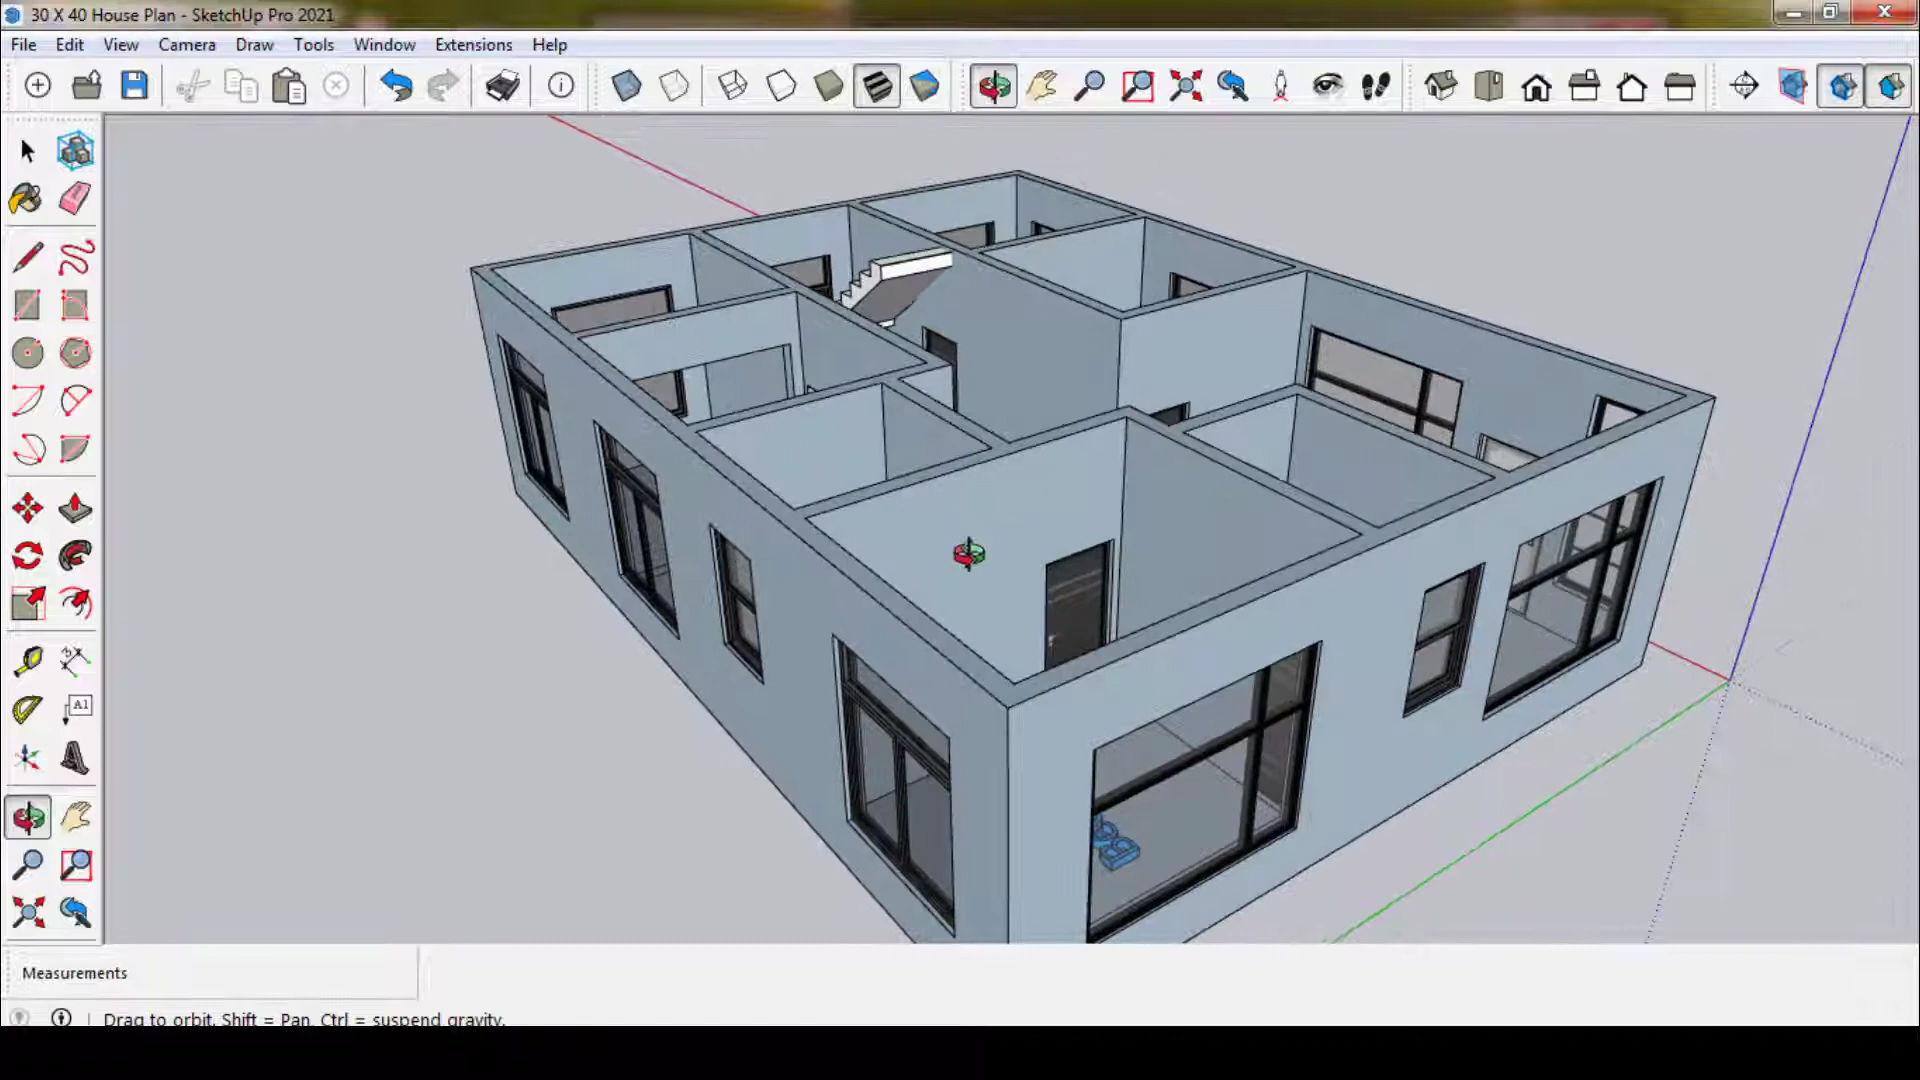 30 X 40 House Plan - SketchUp Pro 2021
File Edit View Camera Draw Tools Window Extensions Help
A1
Measurements
Drag to orbit. Shift = Pan, Ctrl = suspend gravity.